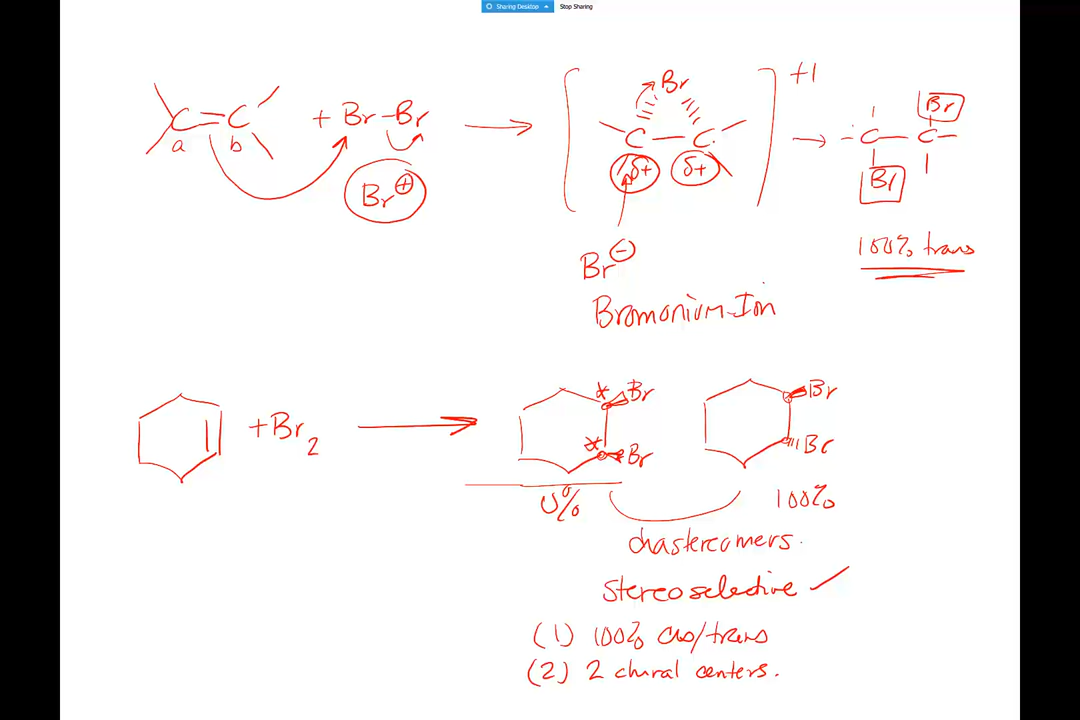 Sharing Desktop Stop Sharing
C = C + Br - Br
a b
Br +
Br
C - C
δ+ δ+
+1
Br
C - C
Br
100% trans
Br −
Bromonium-Ion
+ Br2
* Br
* Br
0%
Br
Br
100%
diastereomers.
Stereoselective ✓
(1) 100% cis/trans
(2) 2 chiral centers.